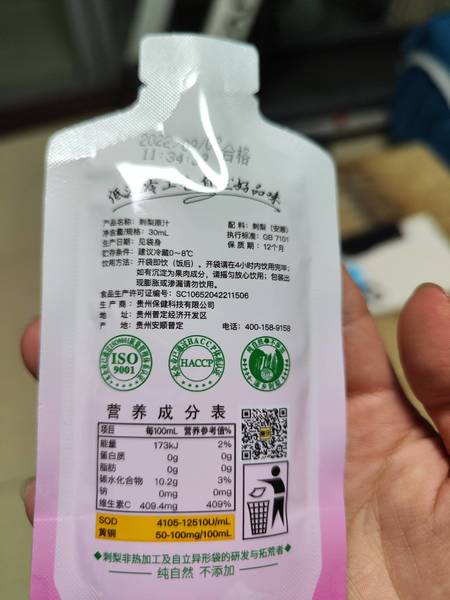 11:34: 合格
低 冷工 自 好品味
产品名称：刺梨原汁
配料：刺梨（安顺）
净含量/规格：30mL
执行标准：GB 7101
生产日期：见袋身
保质期：12个月
贮存条件：建议冷藏0~8℃
饮用方法：开袋即饮（饭后），开袋请在4小时内饮用完毕；
如有沉淀为果肉成分，请摇匀放心饮用；包装出
现膨胀或渗漏请勿饮用。
食品生产许可证编号：SC10652042211506
生产商：贵州保健科技有限公司
地址：贵州普定经济开发区
产地：贵州安顺普定
电话：400-158-9158
ISO
9001
HACCP
营养成分表
项目 每100mL 营养参考值%
能量 173kJ 2%
蛋白质 0g 0%
脂肪 0g 0%
碳水化合物 10.2g 3%
钠 0mg 0%
维生素C 409.4mg 409%
SOD 4105-12510U/mL
黄酮 50-100mg/100mL
◆刺梨非热加工及自立异形袋的研发与拓荒者◆
纯自然 不添加